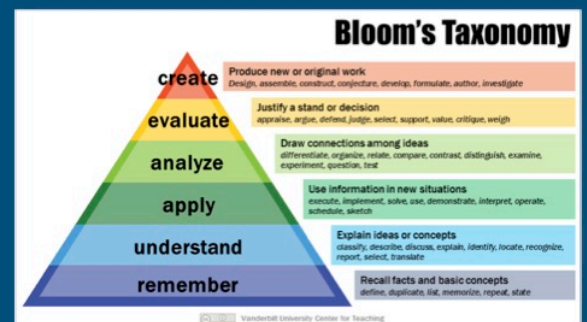 Bloom's Taxonomy
create
Produce new or original work
Design, assemble, construct, conjecture, develop, formulate, author, investigate
evaluate
Justify a stand or decision
appraise, argue, defend, judge, select, support, value, critique, weigh
analyze
Draw connections among ideas
differentiate, organize, relate, compare, contrast, distinguish, examine,
experiment, question, test
apply
Use information in new situations
execute, implement, solve, use, demonstrate, interpret, operate,
schedule, sketch
understand
Explain ideas or concepts
classify, describe, discuss, explain, identify, locate, recognize,
report, select, translate
remember
Recall facts and basic concepts
define, duplicate, list, memorize, repeat, state
Vanderbilt University Center for Teaching